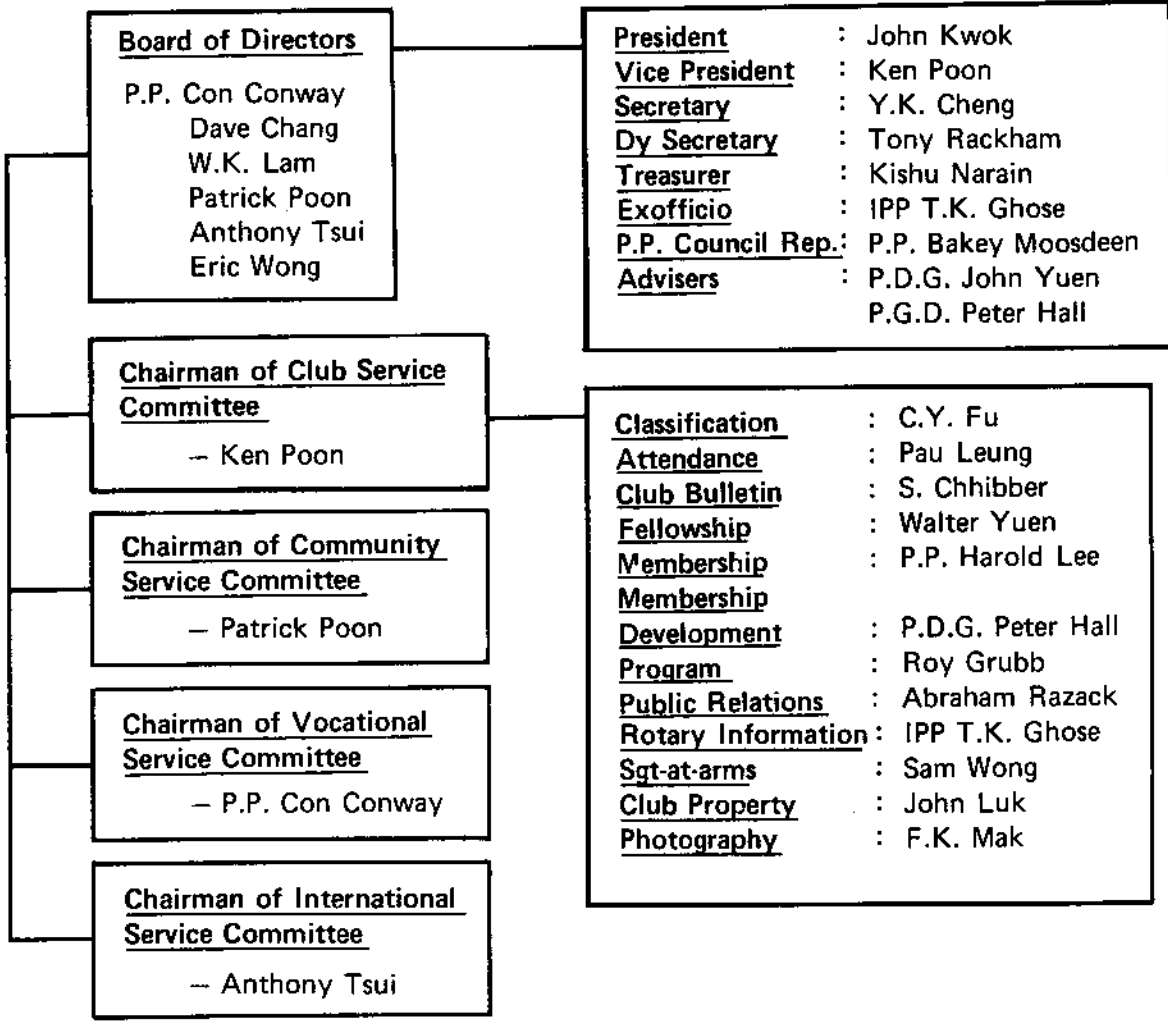 Board of Directors
P.P. Con Conway
Dave Chang
W.K. Lam
Patrick Poon
Anthony Tsui
Eric Wong
President : John Kwok
Vice President : Ken Poon
Secretary : Y.K. Cheng
Dy Secretary : Tony Rackham
Treasurer : Kishu Narain
Exofficio : IPP T.K. Ghose
P.P. Council Rep.: P.P. Bakey Moosdeen
Advisers : P.D.G. John Yuen
P.G.D. Peter Hall
Chairman of Club Service
Committee
— Ken Poon
Classification : C.Y. Fu
Attendance : Pau Leung
Club Bulletin : S. Chhibber
Fellowship : Walter Yuen
Membership : P.P. Harold Lee
Membership
Development : P.D.G. Peter Hall
Program : Roy Grubb
Public Relations : Abraham Razack
Rotary Information : IPP T.K. Ghose
Sgt-at-arms : Sam Wong
Club Property : John Luk
Photography : F.K. Mak
Chairman of Community
Service Committee
— Patrick Poon
Chairman of Vocational
Service Committee
— P.P. Con Conway
Chairman of International
Service Committee
— Anthony Tsui